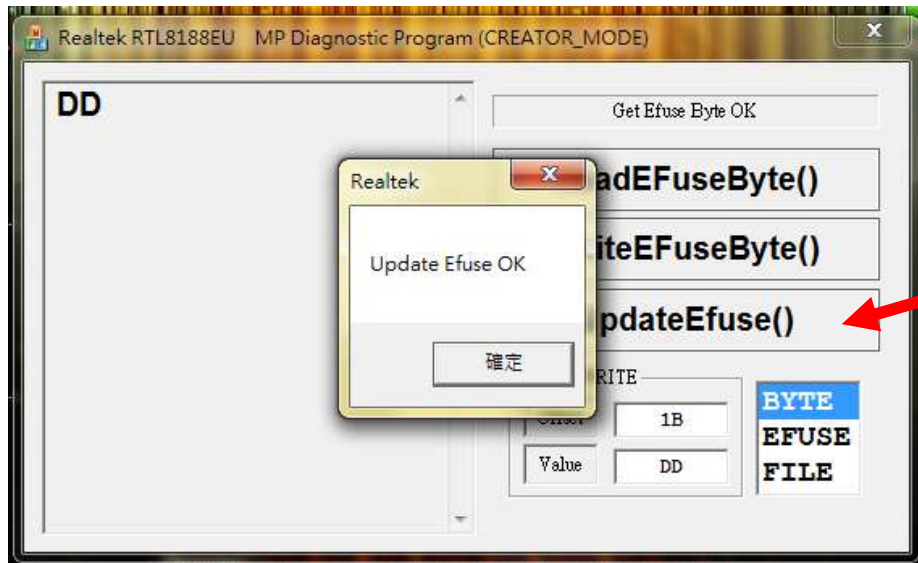 Realtek RTL8188EU MP Diagnostic Program (CREATOR_MODE)
DD
Get Efuse Byte OK
Realtek
adEFuseByte()
Update Efuse OK
iteEFuseByte()
pdateEfuse()
確定
RITE
1B
Value
DD
BYTE
EFUSE
FILE